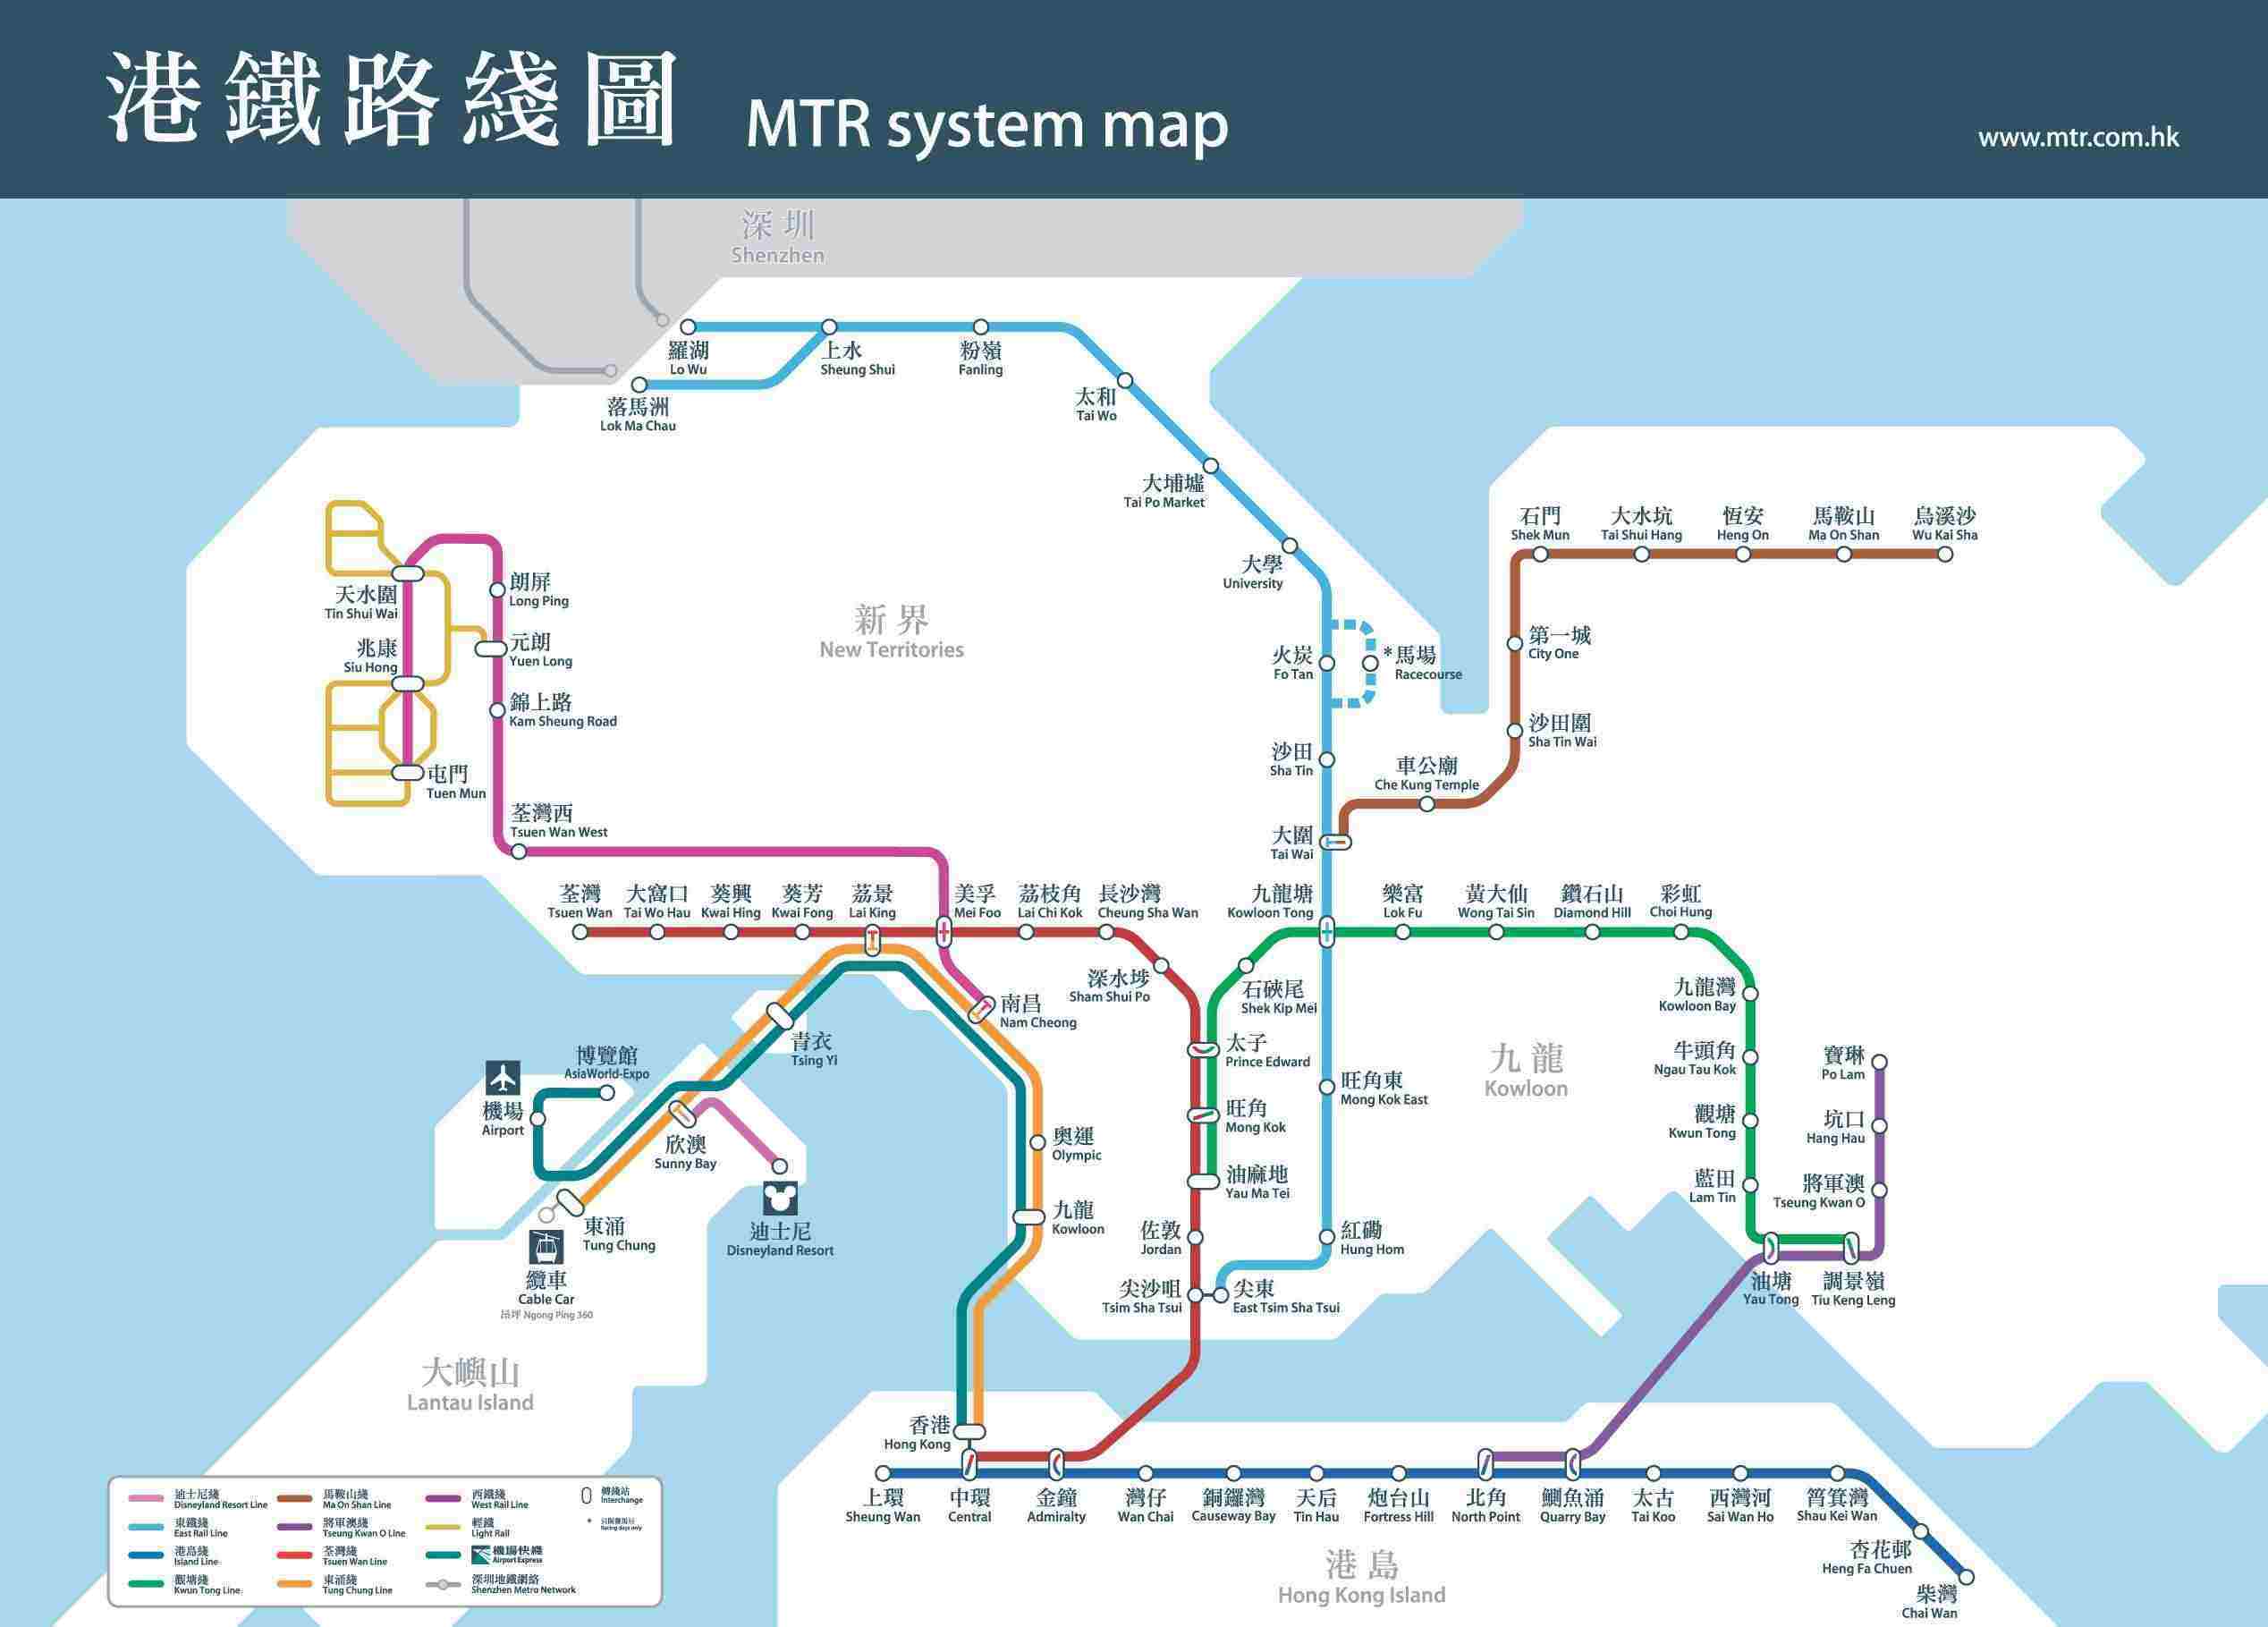 港鐵路綫圖
MTR system map
www.mtr.com.hk
深圳
Shenzhen
羅湖
Lo Wu
上水
Sheung Shui
粉嶺
Fanling
落馬洲
Lok Ma Chau
太和
Tai Wo
大埔墟
Tai Po Market
大學
University
石門
Shek Mun
大水坑
Tai Shui Hang
恆安
Heng On
馬鞍山
Ma On Shan
烏溪沙
Wu Kai Sha
天水圍
Tin Shui Wai
朗屏
Long Ping
兆康
Siu Hong
元朗
Yuen Long
錦上路
Kam Sheung Road
屯門
Tuen Mun
荃灣西
Tsuen Wan West
新界
New Territories
火炭
Fo Tan
*馬場
Racecourse
第一城
City One
沙田圍
Sha Tin Wai
沙田
Sha Tin
車公廟
Che Kung Temple
大圍
Tai Wai
荃灣
Tsuen Wan
大窩口
Tai Wo Hau
葵興
Kwai Hing
葵芳
Kwai Fong
荔景
Lai King
美孚
Mei Foo
荔枝角
Lai Chi Kok
長沙灣
Cheung Sha Wan
九龍塘
Kowloon Tong
樂富
Lok Fu
黃大仙
Wong Tai Sin
鑽石山
Diamond Hill
彩虹
Choi Hung
深水埗
Sham Shui Po
石硤尾
Shek Kip Mei
九龍灣
Kowloon Bay
南昌
Nam Cheong
青衣
Tsing Yi
太子
Prince Edward
九龍
Kowloon
牛頭角
Ngau Tau Kok
寶琳
Po Lam
博覽館
AsiaWorld-Expo
機場
Airport
旺角東
Mong Kok East
旺角
Mong Kok
觀塘
Kwun Tong
坑口
Hang Hau
欣澳
Sunny Bay
奧運
Olympic
油麻地
Yau Ma Tei
藍田
Lam Tin
將軍澳
Tseung Kwan O
東涌
Tung Chung
迪士尼
Disneyland Resort
九龍
Kowloon
佐敦
Jordan
紅磡
Hung Hom
纜車
Cable Car
昂坪 Ngong Ping 360
尖沙咀
Tsim Sha Tsui
尖東
East Tsim Sha Tsui
油塘
Yau Tong
調景嶺
Tiu Keng Leng
大嶼山
Lantau Island
香港
Hong Kong
上環
Sheung Wan
中環
Central
金鐘
Admiralty
灣仔
Wan Chai
銅鑼灣
Causeway Bay
天后
Tin Hau
炮台山
Fortress Hill
北角
North Point
鰂魚涌
Quarry Bay
太古
Tai Koo
西灣河
Sai Wan Ho
筲箕灣
Shau Kei Wan
杏花邨
Heng Fa Chuen
柴灣
Chai Wan
港島
Hong Kong Island
迪士尼綫
Disneyland Resort Line
東鐵綫
East Rail Line
港島綫
Island Line
觀塘綫
Kwun Tong Line
馬鞍山綫
Ma On Shan Line
將軍澳綫
Tseung Kwan O Line
荃灣綫
Tsuen Wan Line
東涌綫
Tung Chung Line
西鐵綫
West Rail Line
輕鐵
Light Rail
機場快綫
Airport Express
深圳地鐵網絡
Shenzhen Metro Network
轉綫站
Interchange
*
Racing days only